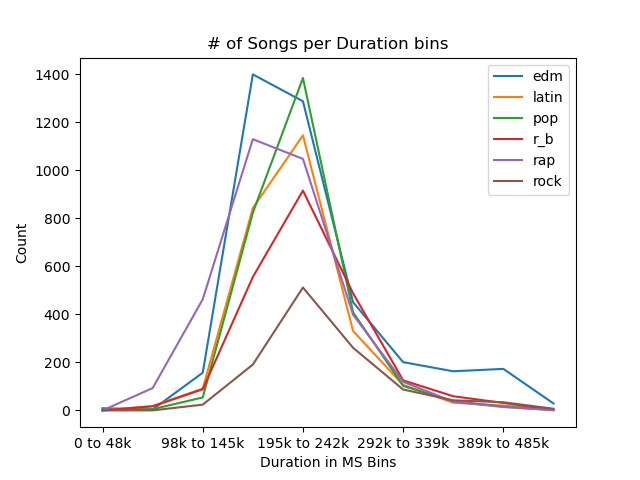 # of Songs per Duration bins
1400
1200
1000
800
600
400
200
0
Count
edm
latin
pop
r_b
rap
rock
0 to 48k 98k to 145k 195k to 242k 292k to 339k 389k to 485k
Duration in MS Bins